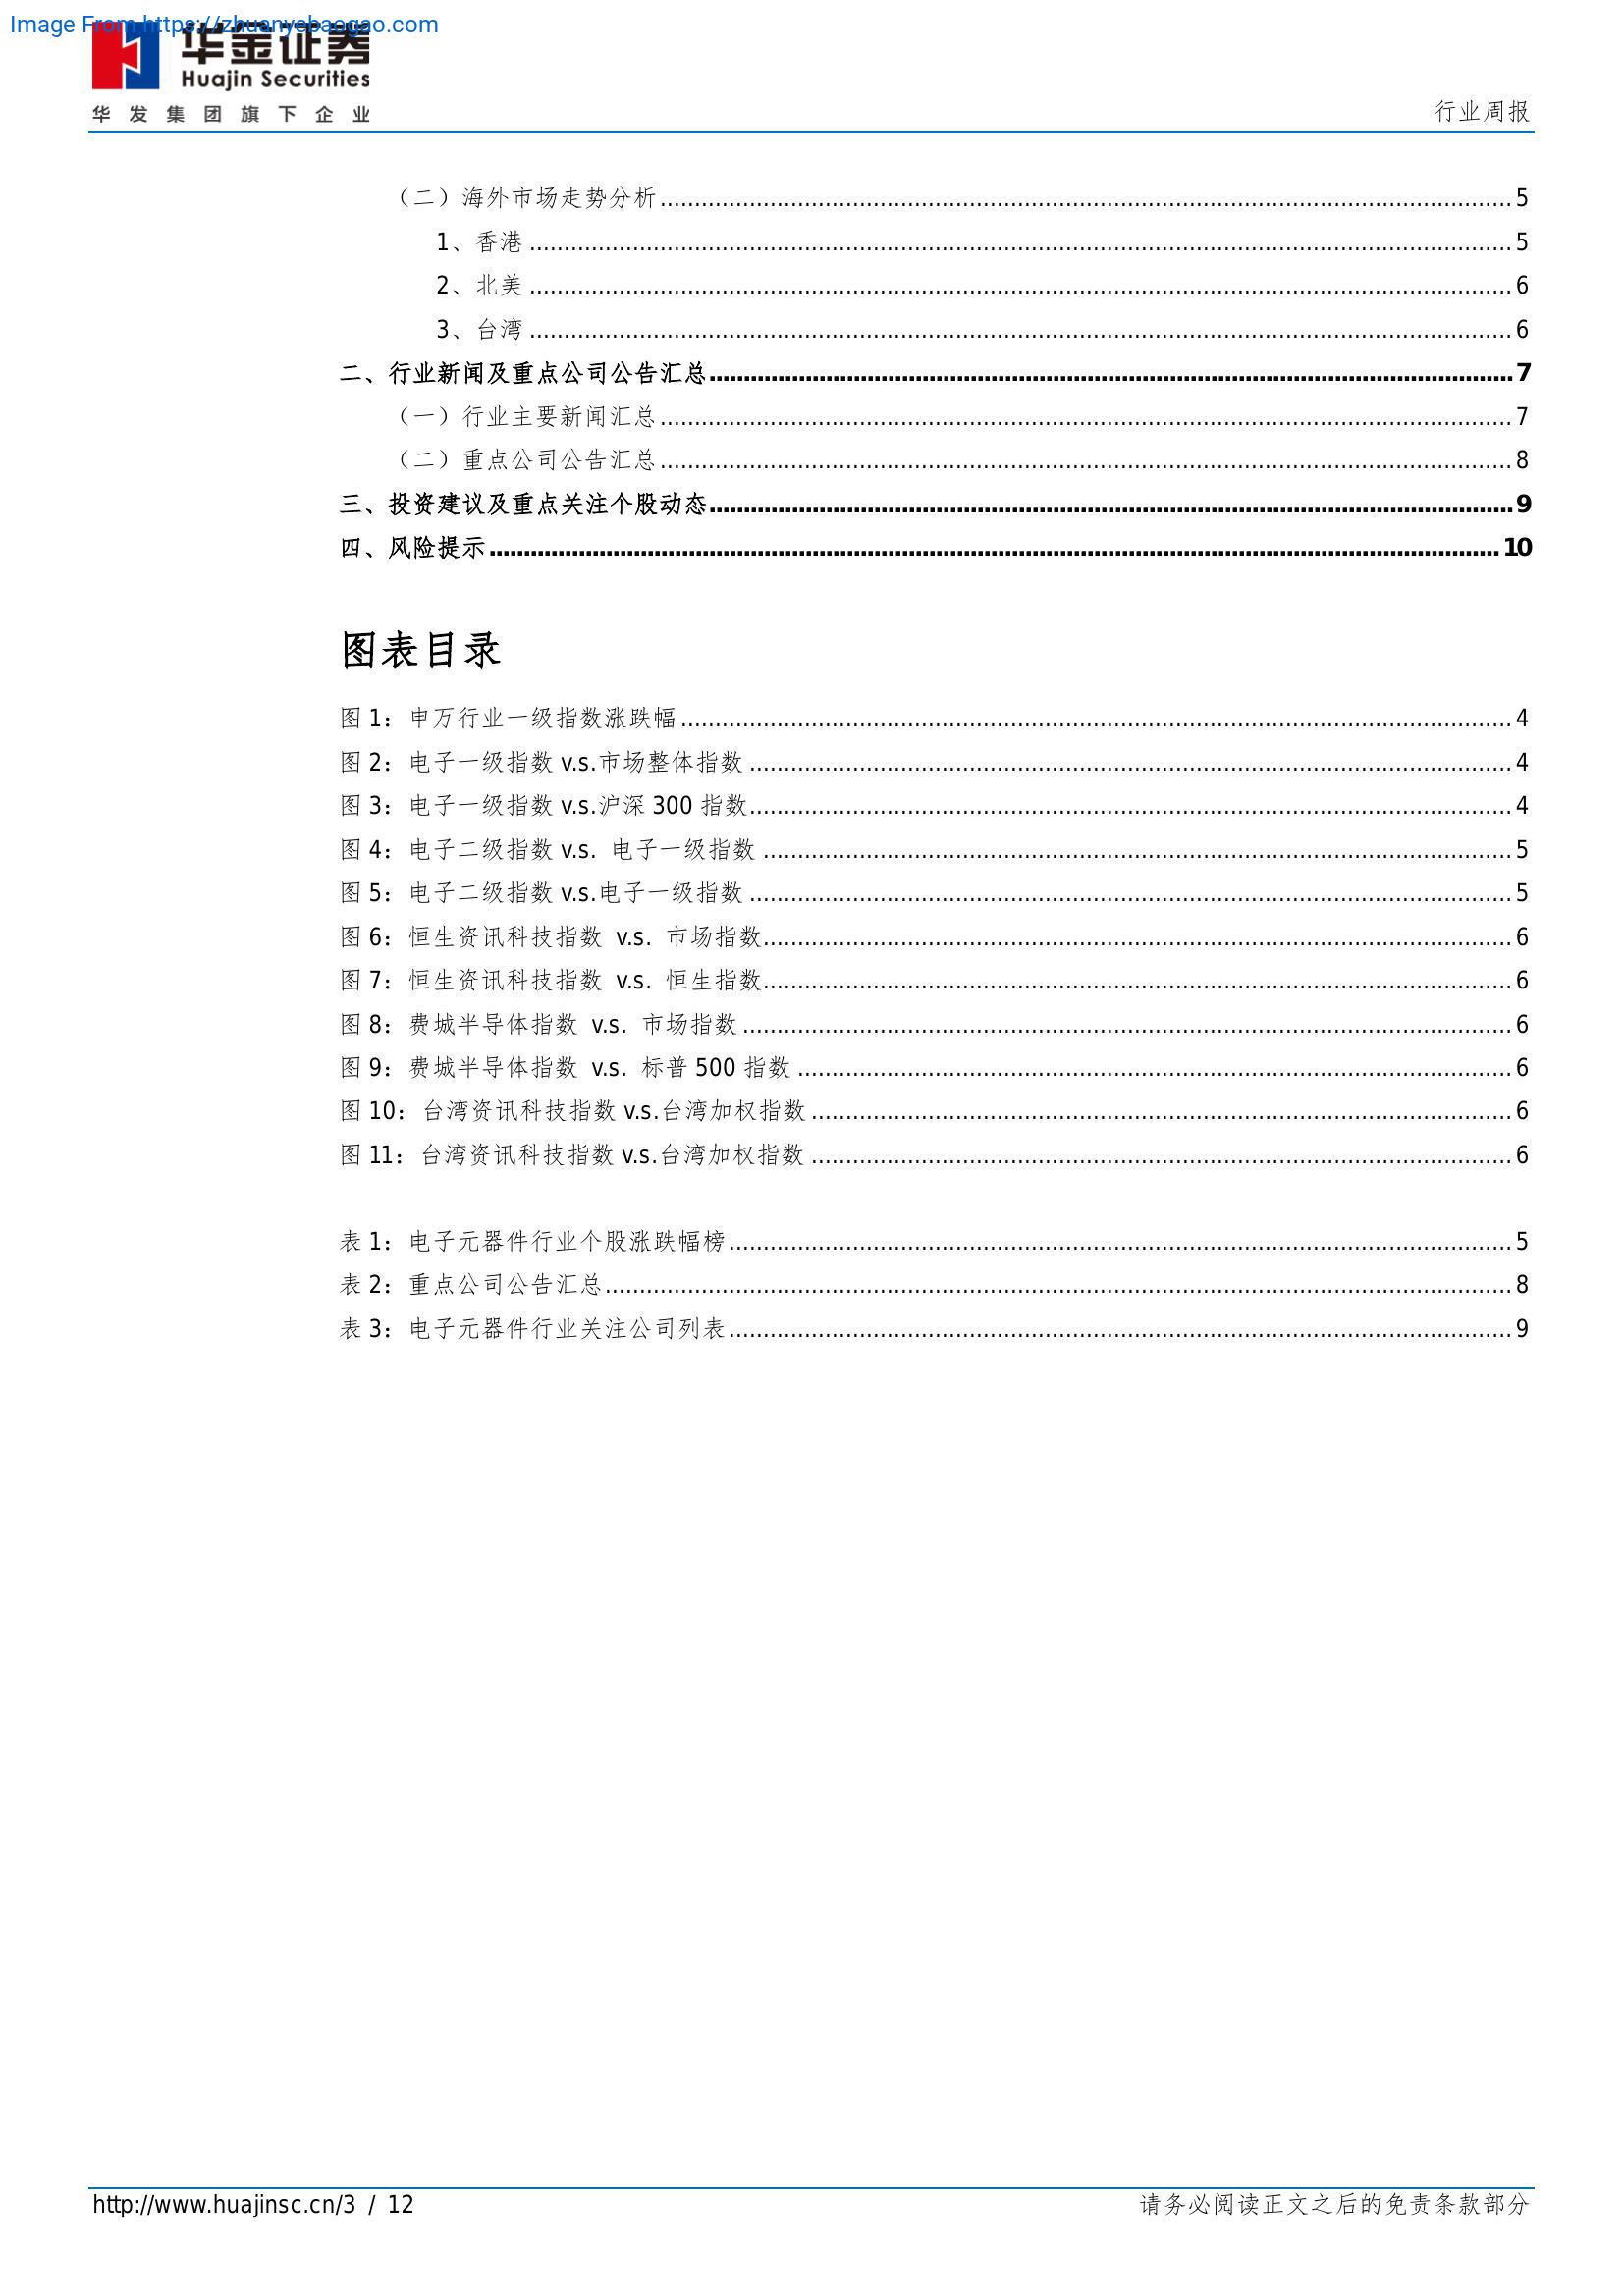 Image From https://zhuanyebaogao.com
华金证券
Huajin Securities
华发集团旗下企业
行业周报
（二）海外市场走势分析 5
1、香港 5
2、北美 6
3、台湾 6
二、行业新闻及重点公司公告汇总 7
（一）行业主要新闻汇总 7
（二）重点公司公告汇总 8
三、投资建议及重点关注个股动态 9
四、风险提示 10
图表目录
图 1：申万行业一级指数涨跌幅 4
图 2：电子一级指数 v.s.市场整体指数 4
图 3：电子一级指数 v.s.沪深 300 指数 4
图 4：电子二级指数 v.s. 电子一级指数 5
图 5：电子二级指数 v.s.电子一级指数 5
图 6：恒生资讯科技指数 v.s. 市场指数 6
图 7：恒生资讯科技指数 v.s. 恒生指数 6
图 8：费城半导体指数 v.s. 市场指数 6
图 9：费城半导体指数 v.s. 标普 500 指数 6
图 10：台湾资讯科技指数 v.s.台湾加权指数 6
图 11：台湾资讯科技指数 v.s.台湾加权指数 6
表 1：电子元器件行业个股涨跌幅榜 5
表 2：重点公司公告汇总 8
表 3：电子元器件行业关注公司列表 9
http://www.huajinsc.cn/3 / 12
请务必阅读正文之后的免责条款部分